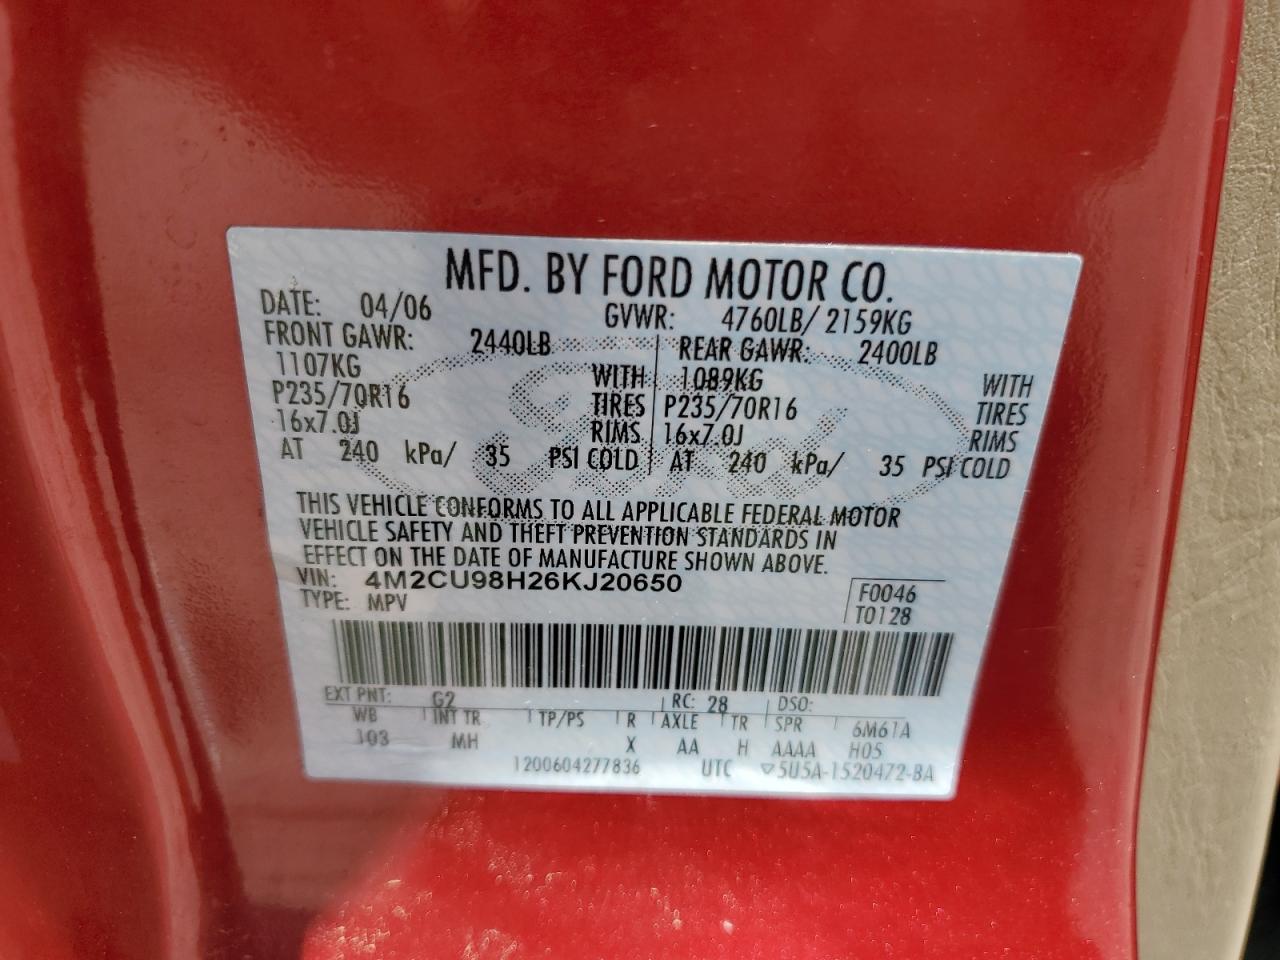 MFD. BY FORD MOTOR CO.
DATE: 04/06 GVWR: 4760LB/ 2159KG
FRONT GAWR: 2440LB REAR GAWR: 2400LB
1107KG WITH 1089KG WITH
P235/70R16 TIRES P235/70R16 TIRES
16x7.0J RIMS 16x7.0J RIMS
AT 240 kPa/ 35 PSI COLD AT 240 kPa/ 35 PSI COLD
THIS VEHICLE CONFORMS TO ALL APPLICABLE FEDERAL MOTOR
VEHICLE SAFETY AND THEFT PREVENTION STANDARDS IN
EFFECT ON THE DATE OF MANUFACTURE SHOWN ABOVE.
VIN: 4M2CU98H26KJ20650 F0046
TYPE: MPV T0128
EXT PNT: G2 RC: 28 DSO:
WB INT TR TP/PS R AXLE TR SPR 6M61A
103 MH X AA H AAAA H05
1200604277836 UTC ▽5U5A-1520472-BA